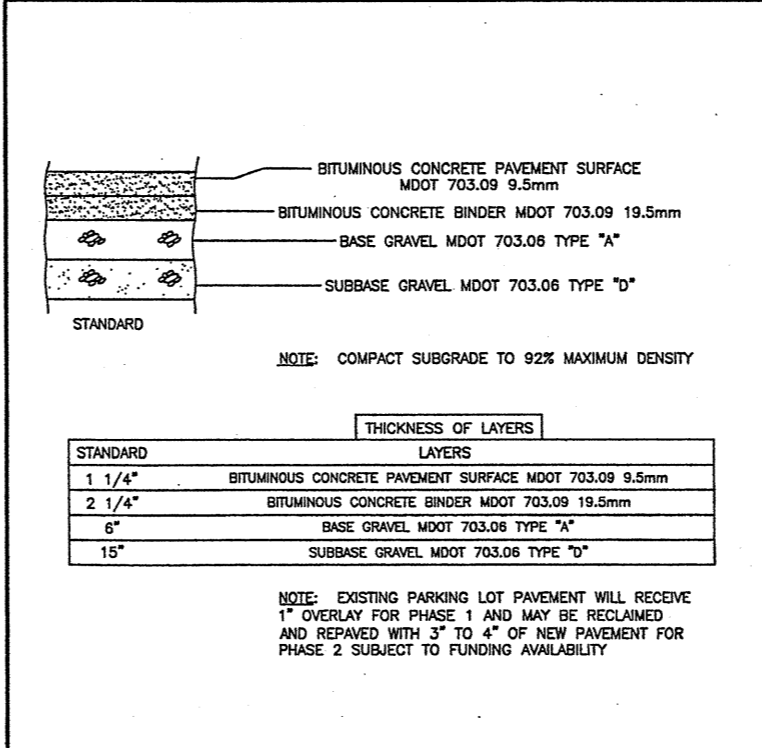 BITUMINOUS CONCRETE PAVEMENT SURFACE
MDOT 703.09 9.5mm
BITUMINOUS CONCRETE BINDER MDOT 703.09 19.5mm
BASE GRAVEL MDOT 703.06 TYPE "A"
SUBBASE GRAVEL MDOT 703.06 TYPE "D"
STANDARD
NOTE: COMPACT SUBGRADE TO 92% MAXIMUM DENSITY
THICKNESS OF LAYERS
STANDARD LAYERS
1 1/4" BITUMINOUS CONCRETE PAVEMENT SURFACE MDOT 703.09 9.5mm
2 1/4" BITUMINOUS CONCRETE BINDER MDOT 703.09 19.5mm
6" BASE GRAVEL MDOT 703.06 TYPE "A"
15" SUBBASE GRAVEL MDOT 703.06 TYPE "D"
NOTE: EXISTING PARKING LOT PAVEMENT WILL RECEIVE
1" OVERLAY FOR PHASE 1 AND MAY BE RECLAIMED
AND REPAVED WITH 3" TO 4" OF NEW PAVEMENT FOR
PHASE 2 SUBJECT TO FUNDING AVAILABILITY